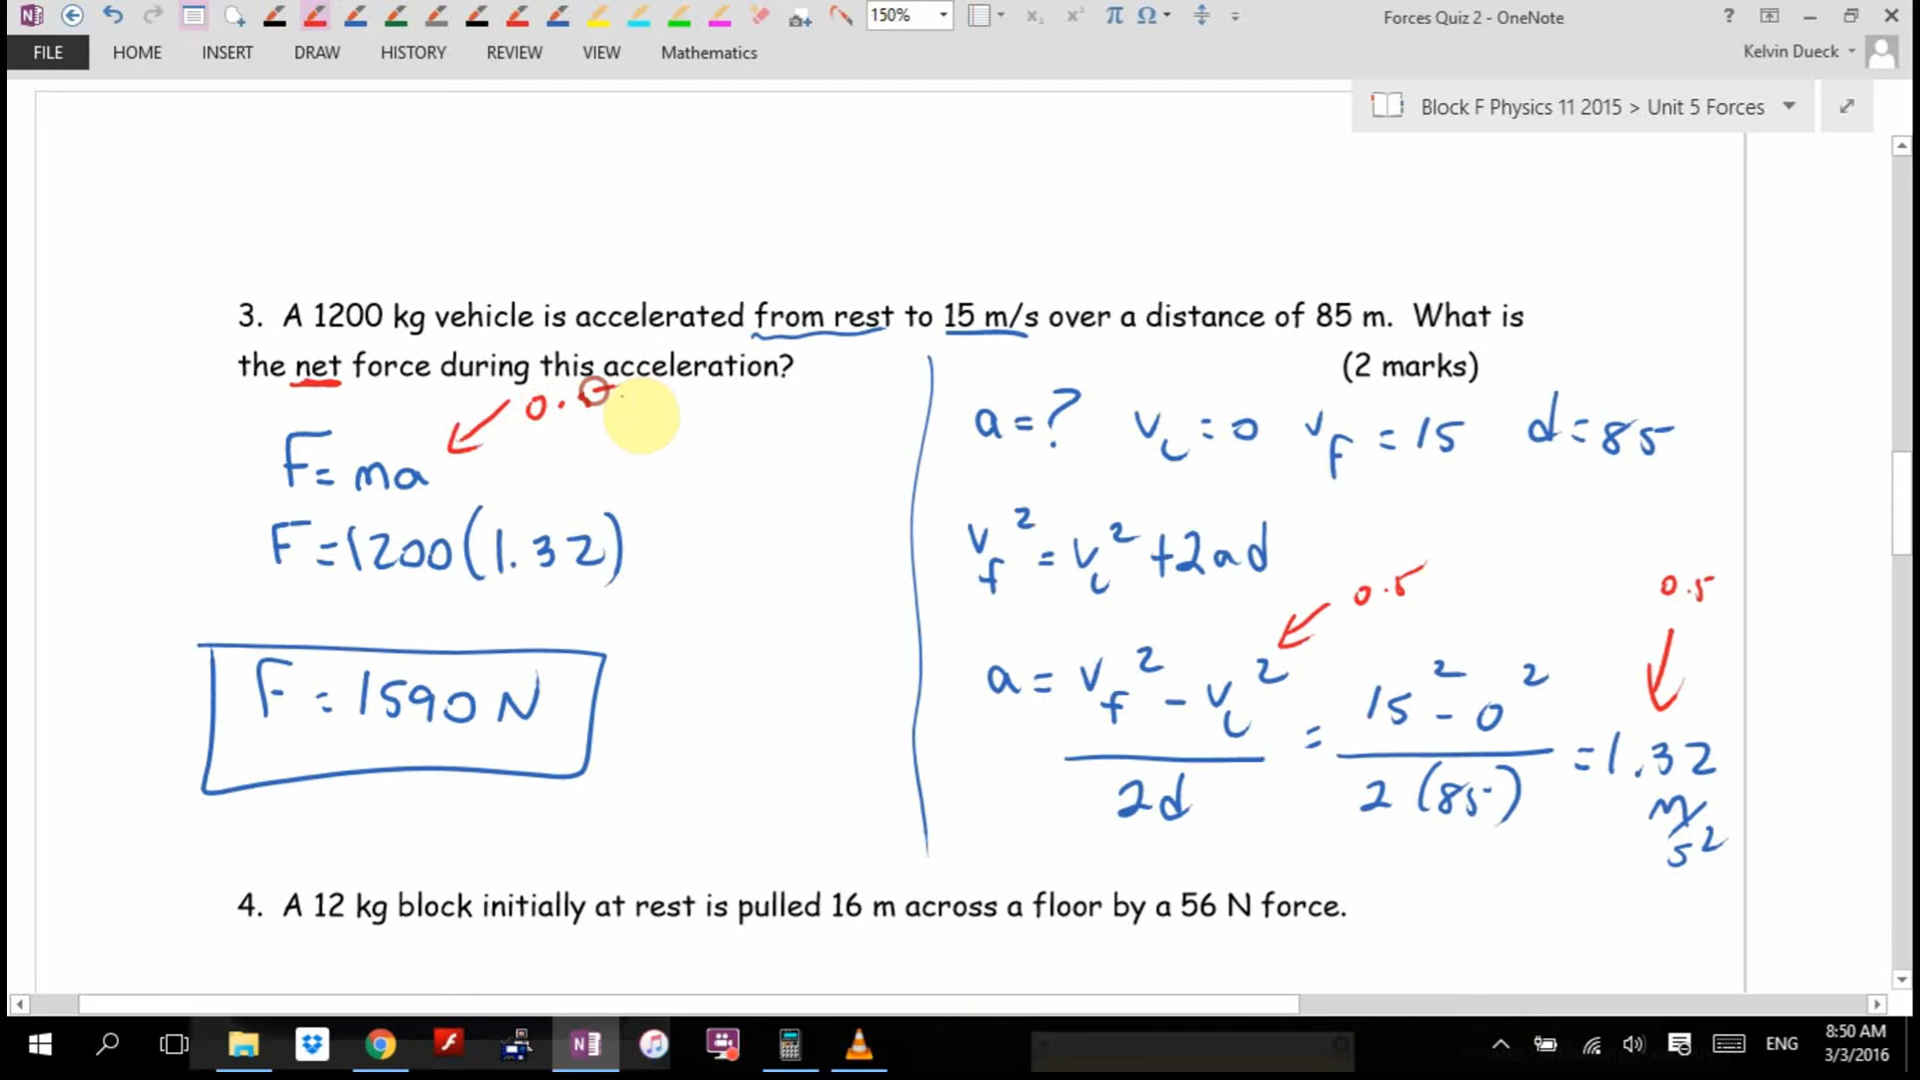 150%
Forces Quiz 2 - OneNote
FILE HOME INSERT DRAW HISTORY REVIEW VIEW Mathematics
Kelvin Dueck
Block F Physics 11 2015 > Unit 5 Forces
3. A 1200 kg vehicle is accelerated from rest to 15 m/s over a distance of 85 m. What is
the net force during this acceleration? (2 marks)
0.5
F=ma
F=1200(1.32)
F=1590 N
a=? vi=0 vf=15 d=85
vf²=vi²+2ad
0.5
0.5
a= vf²-vi² = 15²-0² =1.32
2d 2(85) m/s²
4. A 12 kg block initially at rest is pulled 16 m across a floor by a 56 N force.
ENG
8:50 AM
3/3/2016